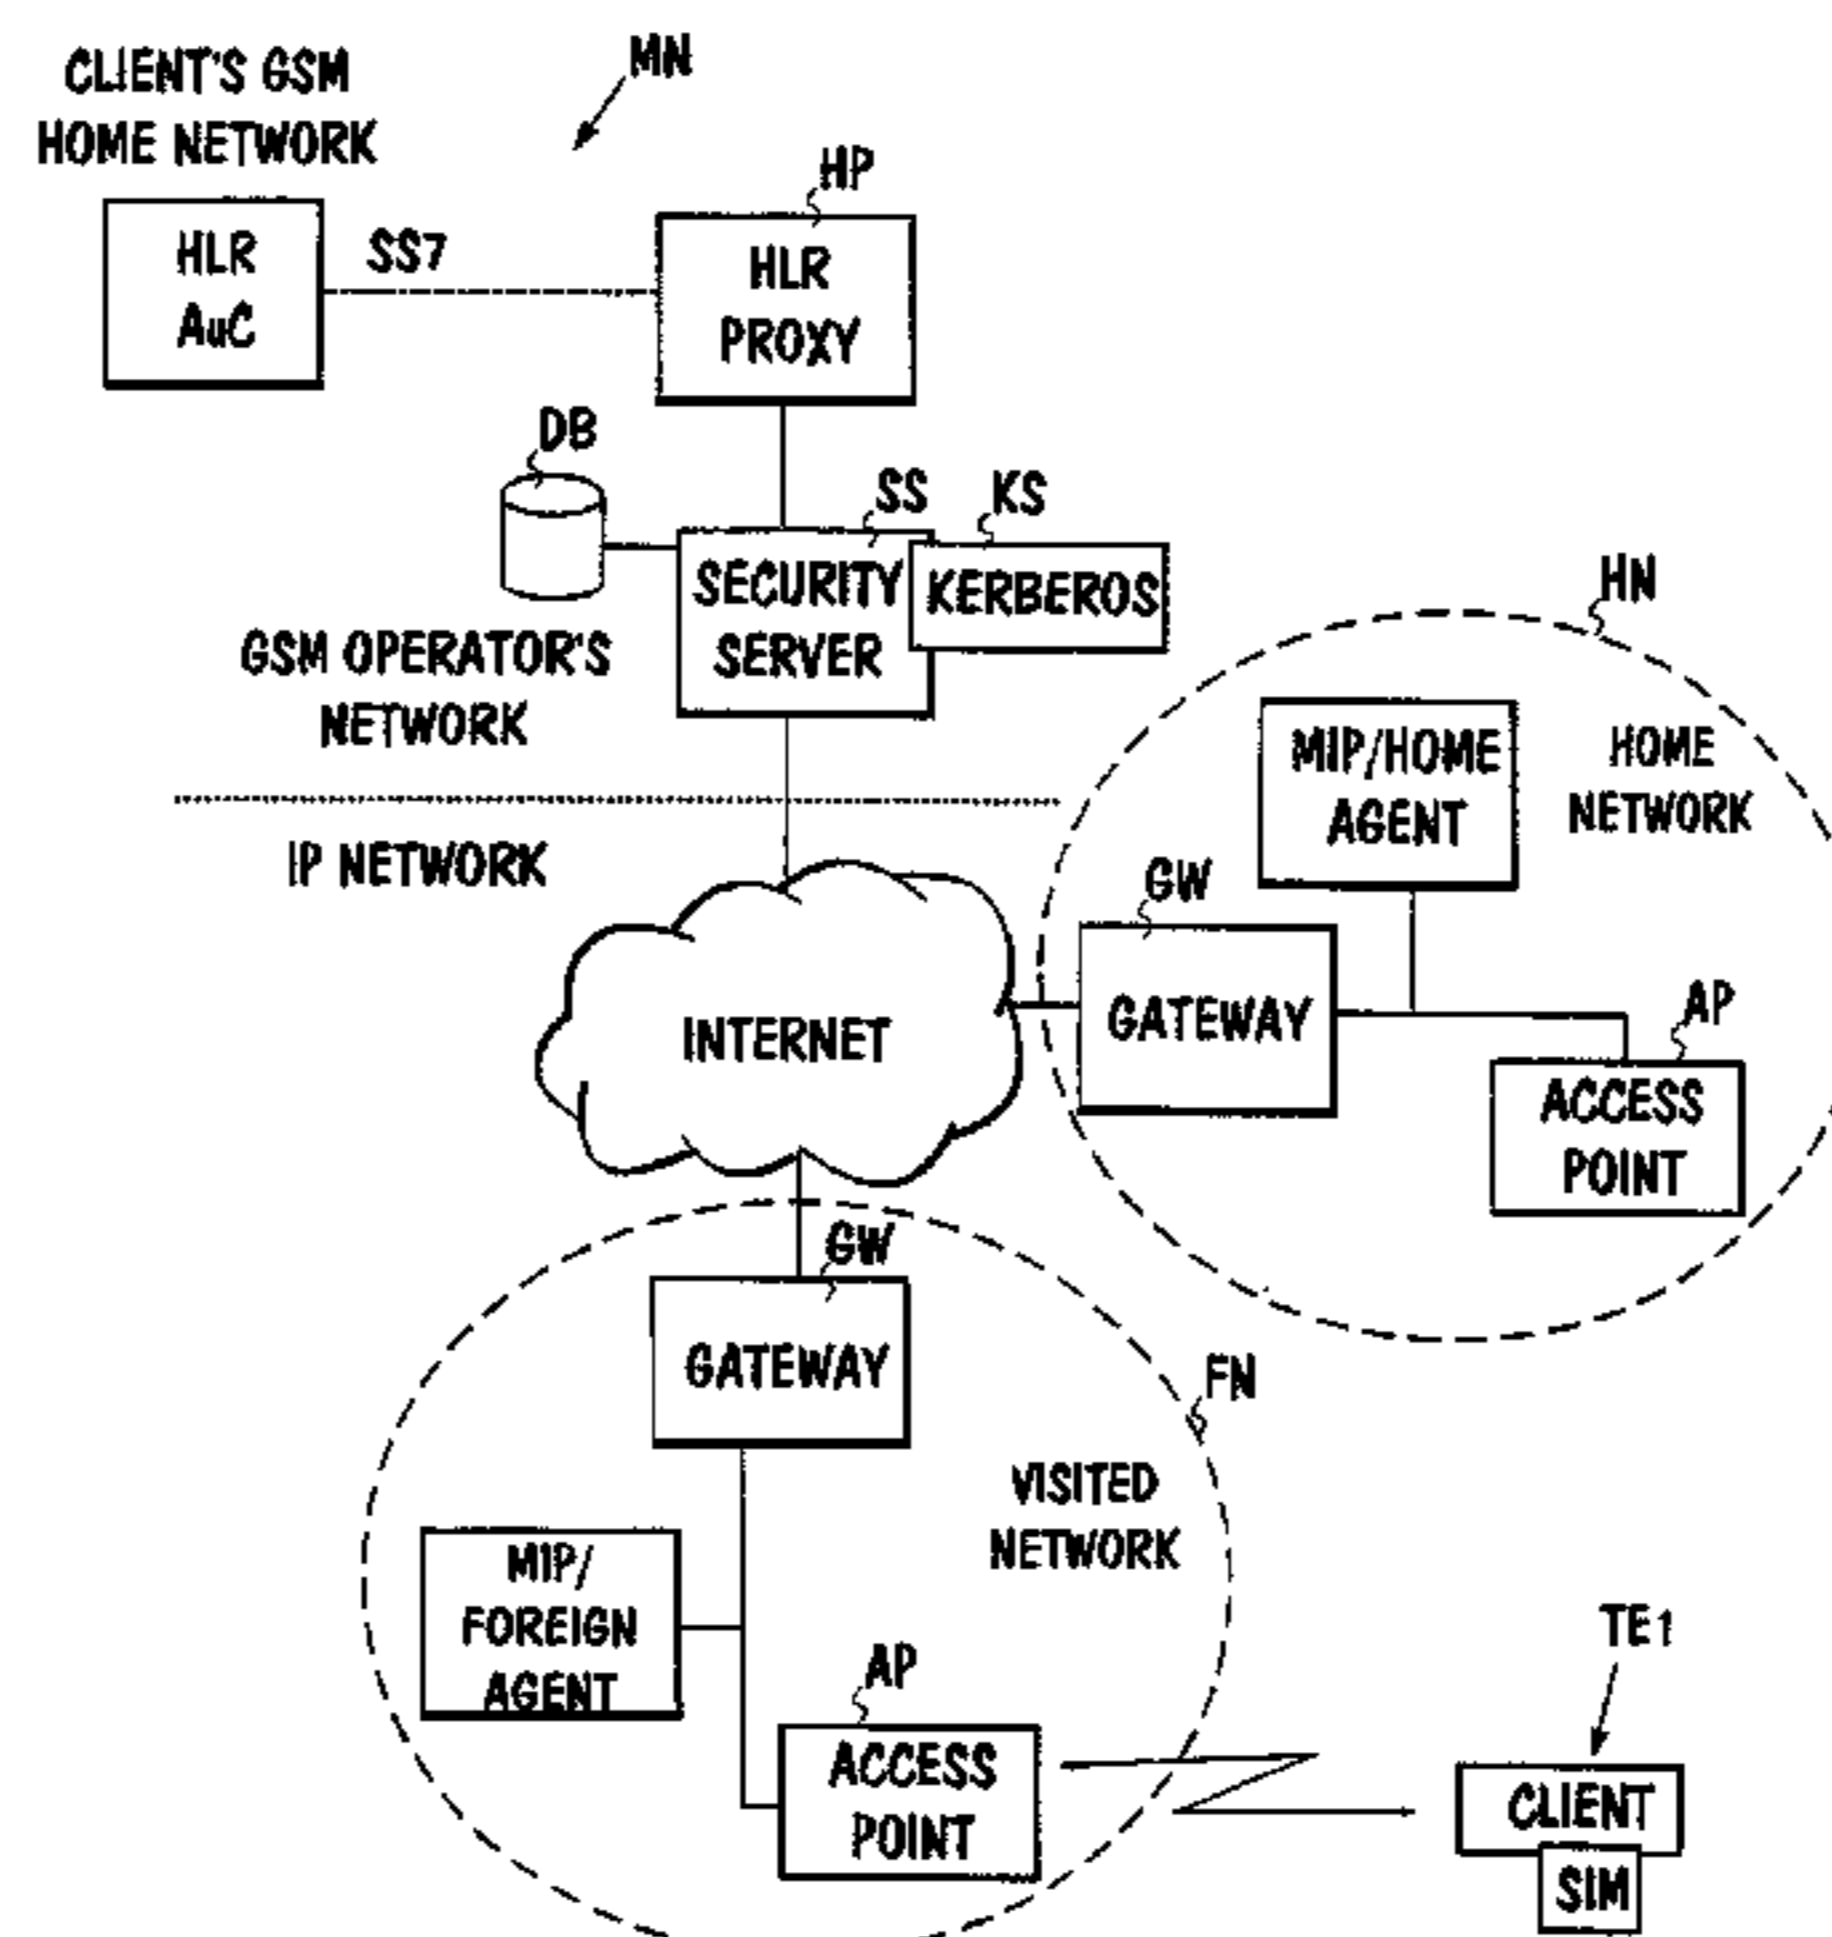 CLIENT'S GSM
HOME NETWORK
MN
HP
HLR
AuC
SS7
HLR
PROXY
DB
SS
KS
SECURITY
SERVER
KERBEROS
GSM OPERATOR'S
NETWORK
HN
MIP/HOME
AGENT
HOME
NETWORK
IP NETWORK
GW
GATEWAY
INTERNET
AP
ACCESS
POINT
GW
GATEWAY
FN
VISITED
NETWORK
MIP/
FOREIGN
AGENT
AP
ACCESS
POINT
TE1
CLIENT
SIM